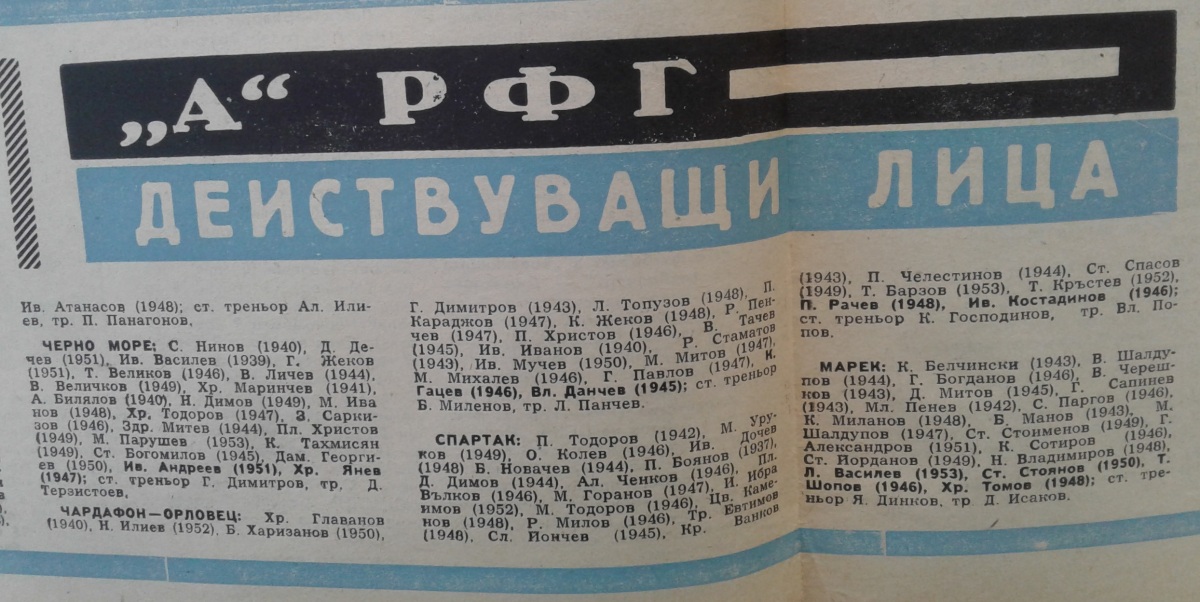 „А“ РФГ
ДЕИСТВУВАЩИ ЛИЦА
Ив. Атанасов (1948); ст. треньор Ал. Или-
ев, тр. П. Панагонов,
ЧЕРНО МОРЕ: С. Нинов (1940), Д. Де-
чев (1951), Ив. Василев (1939), Г. Жеков
(1951), Т. Великов (1946), В. Личев (1944),
В. Величков (1949), Хр. Маринчев (1941),
А. Билялов (1940), Н. Димов (1949), М. Ива
нов (1948), Хр. Тодоров (1947), З. Сарки-
зов (1946), Здр. Митев (1944), Пл. Христов
(1949), М. Парушев (1953), К. Тахмисян
(1949), Ст. Богомилов (1945), Дам. Георги-
ев (1950), Ив. Андреев (1951), Хр. Янев
(1947); ст. треньор Г. Димитров, тр. Д.
Терзистоев,
ЧАРДАФОН—ОРЛОВЕЦ: Хр. Главанов
(1940), Н. Илиев (1952), Б. Харизанов (1950),
Г. Димитров (1943), Л. Топузов (1948), П.
Караджов (1947), К. Жеков (1948), Р. Пен-
чев (1947), П. Христов (1946), В. Тачев
(1945), Ив. Иванов (1940), Р. Стаматов
(1943), Ив. Мучев (1950), М. Митов (1947),
М. Михалев (1946), Г. Павлов (1947), К.
Гацев (1946), Вл. Данчев (1945); ст. треньор
Б. Миленов, тр. Л. Панчев.
СПАРТАК: П. Тодоров (1942), М. Уру-
ков (1949), О. Колев (1946), Ив. Дочев
(1948) Б. Новачев (1944), П. Боянов (1937),
Д. Димов (1944), Ал. Ченков (1946), Пл.
Вълков (1946), М. Горанов (1947), И. Ибра
имов (1952), М. Тодоров (1946), Цв. Каме-
нов (1948), Р. Милов (1946), Тр. Евтимов
(1948), Сл. Йончев (1945), Кр. Ванков
(1943), П. Челестинов (1944), Ст. Спасов
(1949), Т. Барзов (1953), Т. Кръстев (1952),
П. Рачев (1948), Ив. Костадинов (1946);
ст. треньор К. Господинов, тр. Вл. По-
пов.
МАРЕК: К. Белчински (1943), В. Шалду-
пов (1944), Г. Богданов (1946), В. Череш-
ков (1943), Д. Митов (1945), Г. Сапинев
(1943), Мл. Пенев (1942), С. Паргов (1946),
К. Миланов (1948), Б. Манов (1943), М.
Шалдупов (1947), Ст. Стоименов (1949), Г.
Александров (1951), К. Сотиров (1946),
Ст. Йорданов (1949), Н. Владимиров (1948),
Л. Василев (1953), Ст. Стоянов (1950), Т.
Шопов (1946), Хр. Томов (1948); ст. тре-
ньор Я. Динков, тр. Д. Исаков.